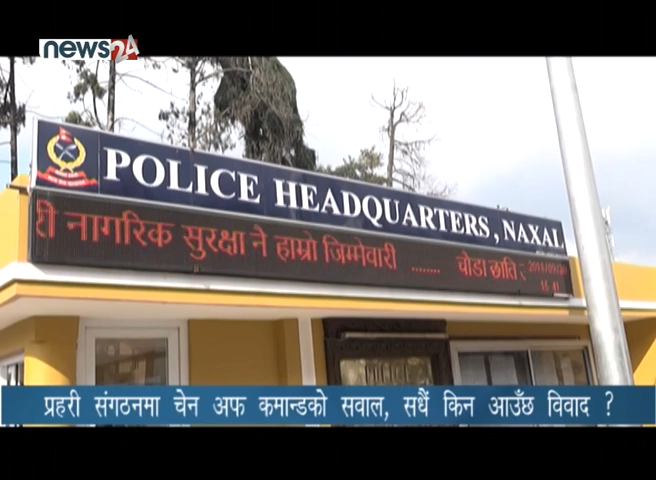 news24
POLICE HEADQUARTERS, NAXAL
री नागरिक सुरक्षा नै हाम्रो जिम्मेवारी ....... चौडा छाति
प्रहरी संगठनमा चेन अफ कमान्डको सवाल, सधैं किन आउँछ विवाद ?